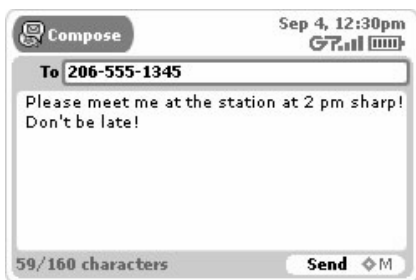 Compose
Sep 4, 12:30pm
G
To 206-555-1345
Please meet me at the station at 2 pm sharp!
Don't be late!
59/160 characters
Send M